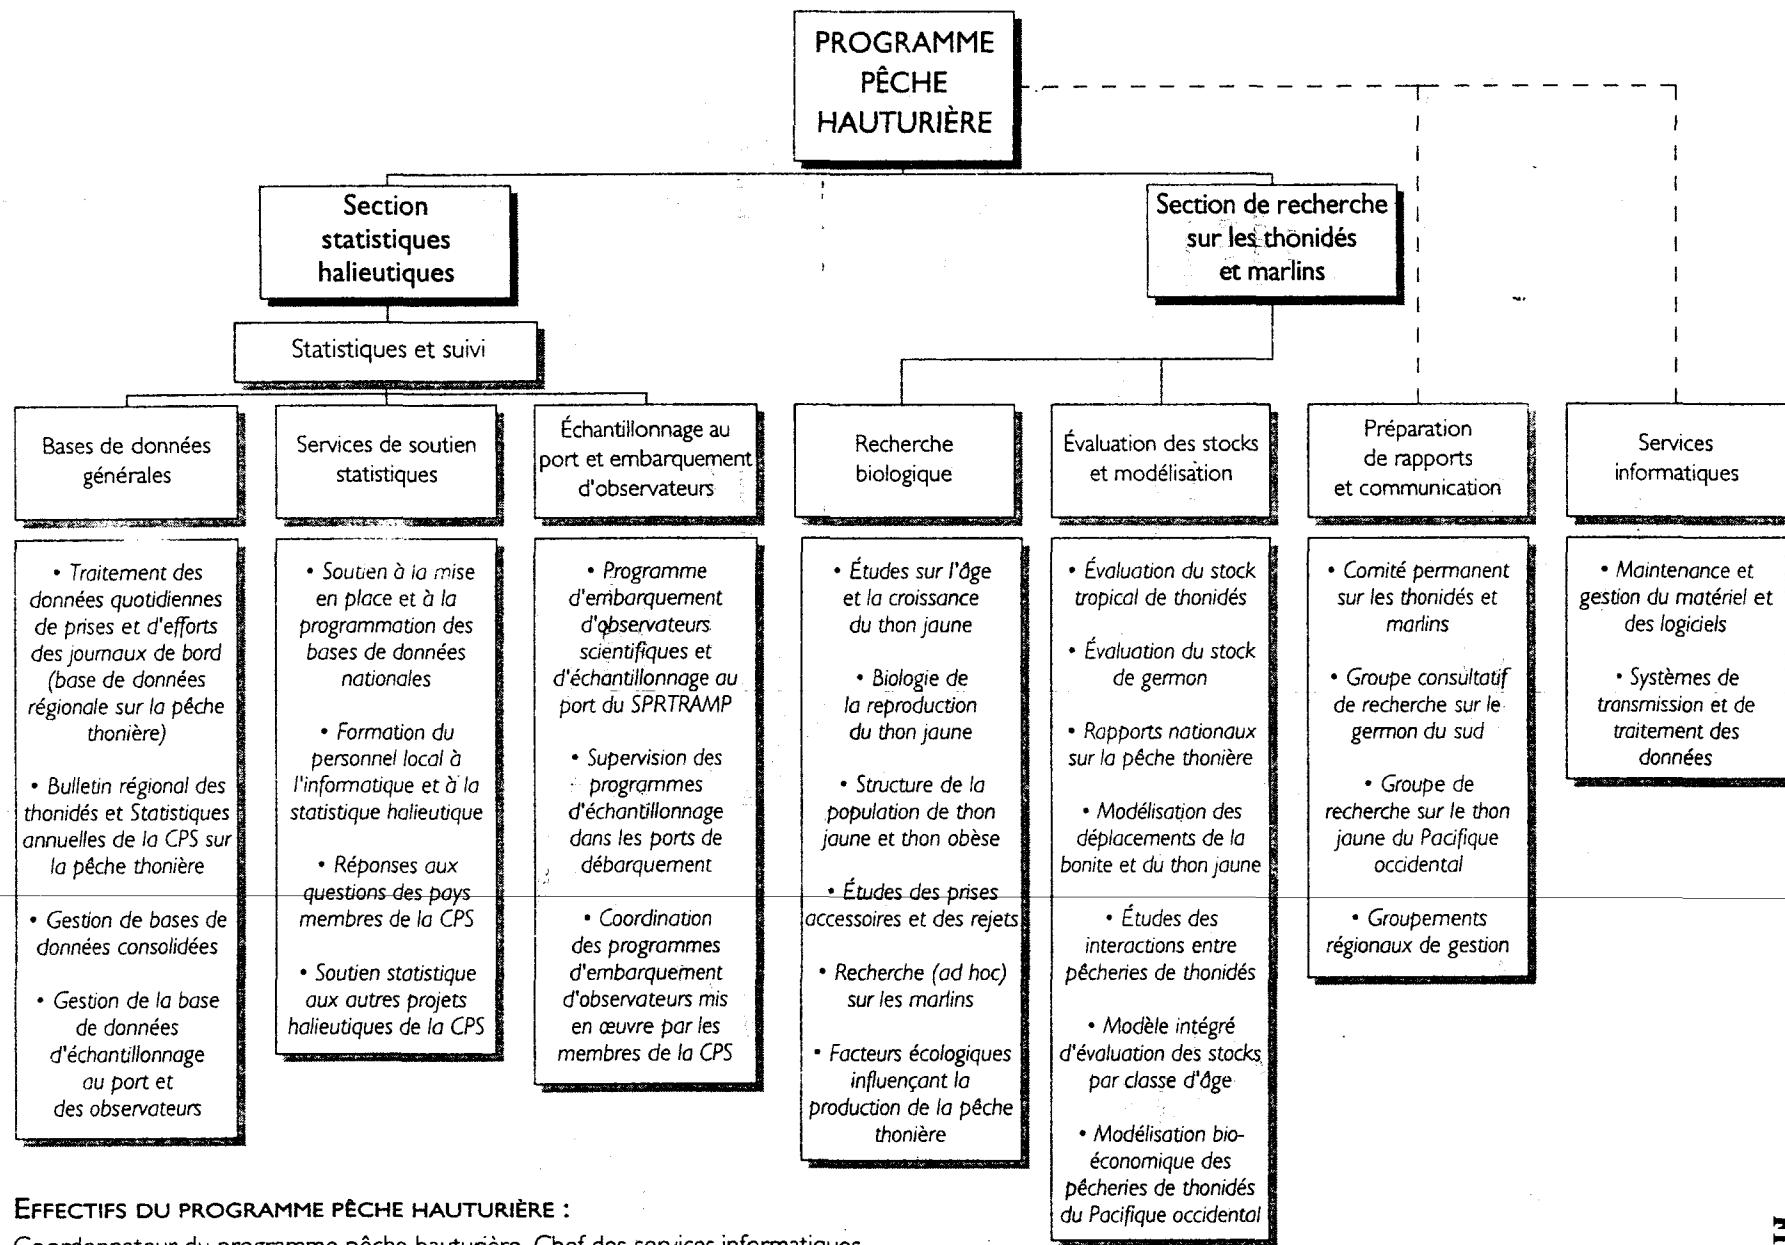 PROGRAMME
PÊCHE
HAUTURIÈRE
Section
statistiques
halieutiques
Section de recherche
sur les thonidés
et marlins
Statistiques et suivi
Bases de données
générales
Services de soutien
statistiques
Échantillonnage au
port et embarquement
d'observateurs
Recherche
biologique
Évaluation des stocks
et modélisation
Préparation
de rapports
et communication
Services
informatiques
• Traitement des
données quotidiennes
de prises et d'efforts
des journaux de bord
(base de données
régionale sur la pêche
thonière)
• Bulletin régional des
thonidés et Statistiques
annuelles de la CPS sur
la pêche thonière
• Gestion de bases de
données consolidées
• Gestion de la base
de données
d'échantillonnage
au port et
des observateurs
• Soutien à la mise
en place et à la
programmation des
bases de données
nationales
• Formation du
personnel local à
l'informatique et à la
statistique halieutique
• Réponses aux
questions des pays
membres de la CPS
• Soutien statistique
aux autres projets
halieutiques de la CPS
• Programme
d'embarquement
d'observateurs
scientifiques et
d'échantillonnage au
port du SPRTRAMP
• Supervision des
programmes
d'échantillonnage
dans les ports de
débarquement
• Coordination
des programmes
d'embarquement
d'observateurs mis
en œuvre par les
membres de la CPS
• Études sur l'âge
et la croissance
du thon jaune
• Biologie de
la reproduction
du thon jaune
• Structure de la
population de thon
jaune et thon obèse
• Études des prises
accessoires et des rejets
• Recherche (ad hoc)
sur les marlins
• Facteurs écologiques
influençant la
production de la pêche
thonière
• Évaluation du stock
tropical de thonidés
• Évaluation du stock
de germon
• Rapports nationaux
sur la pêche thonière
• Modélisation des
déplacements de la
bonite et du thon jaune
• Études des
interactions entre
pêcheries de thonidés
• Modèle intégré
d'évaluation des stocks
par classe d'âge
• Modélisation bio-
économique des
pêcheries de thonidés
du Pacifique occidental
• Comité permanent
sur les thonidés et
marlins
• Groupe consultatif
de recherche sur le
germon du sud
• Groupe de
recherche sur le thon
jaune du Pacifique
occidental
• Groupements
régionaux de gestion
• Maintenance et
gestion du matériel et
des logiciels
• Systèmes de
transmission et de
traitement des
données
EFFECTIFS DU PROGRAMME PÊCHE HAUTURIÈRE :
Coordonnateur du programme pêche hauturière, Chef des services informatiques